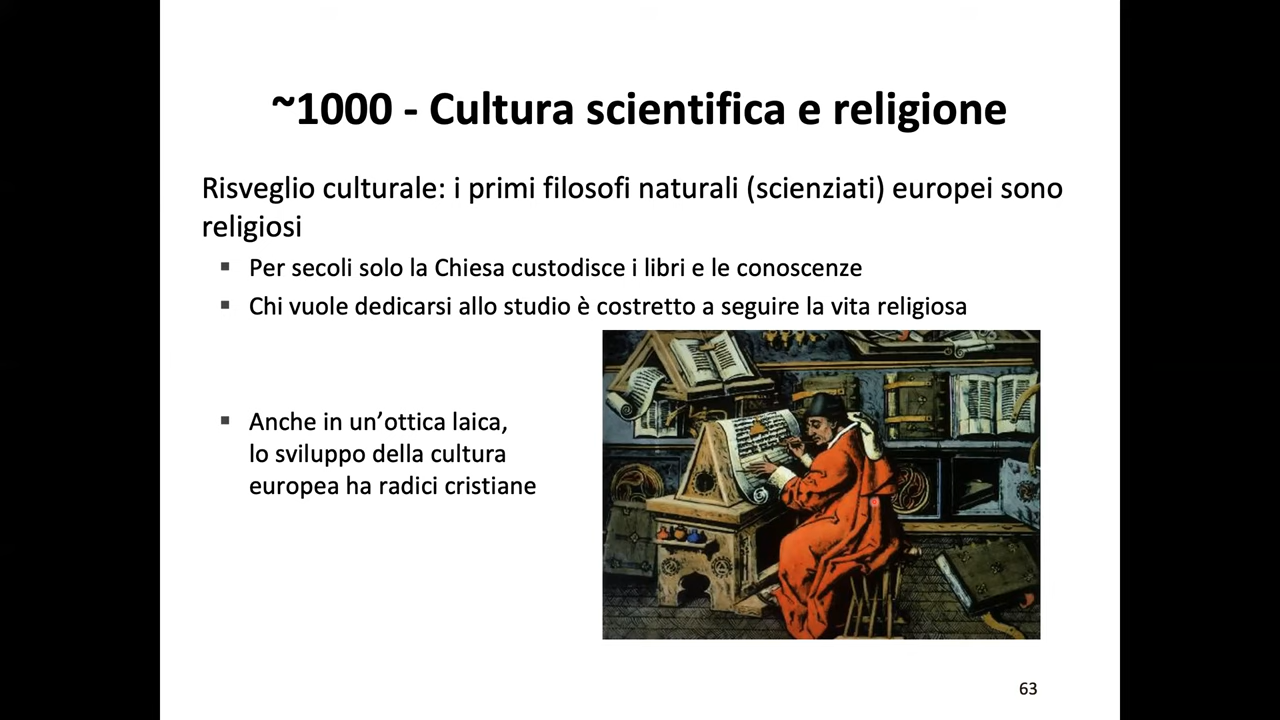 ~1000 - Cultura scientifica e religione
Risveglio culturale: i primi filosofi naturali (scienziati) europei sono
religiosi
▪ Per secoli solo la Chiesa custodisce i libri e le conoscenze
▪ Chi vuole dedicarsi allo studio è costretto a seguire la vita religiosa
▪ Anche in un’ottica laica,
lo sviluppo della cultura
europea ha radici cristiane
63